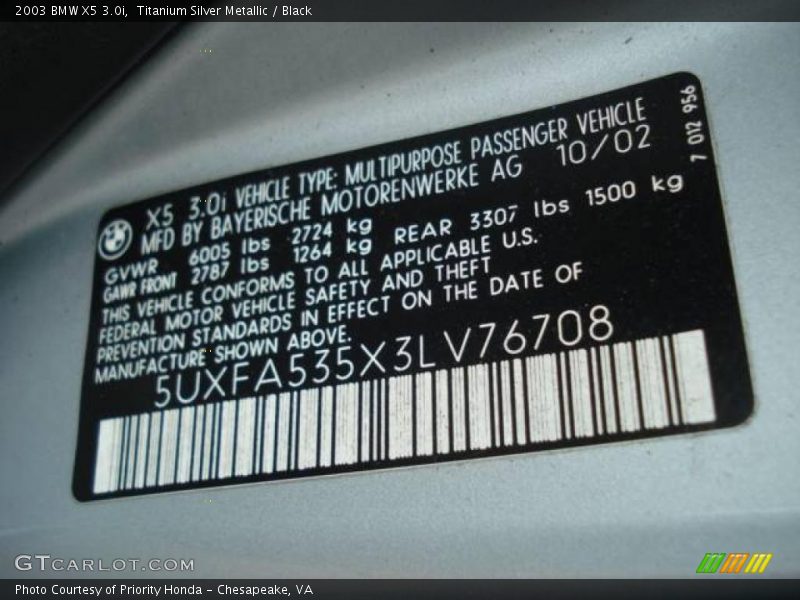 2003 BMW X5 3.0i, Titanium Silver Metallic / Black
X5 3.0i VEHICLE TYPE: MULTIPURPOSE PASSENGER VEHICLE
MFD BY BAYERISCHE MOTORENWERKE AG 10/02
7 012 956
GVWR 6005 lbs 2724 kg
GAWR FRONT 2787 lbs 1264 kg REAR 3307 lbs 1500 kg
THIS VEHICLE CONFORMS TO ALL APPLICABLE U.S.
FEDERAL MOTOR VEHICLE SAFETY AND THEFT
PREVENTION STANDARDS IN EFFECT ON THE DATE OF
MANUFACTURE SHOWN ABOVE.
5UXFA535X3LV76708
GTCARLOT.COM
Photo Courtesy of Priority Honda - Chesapeake, VA